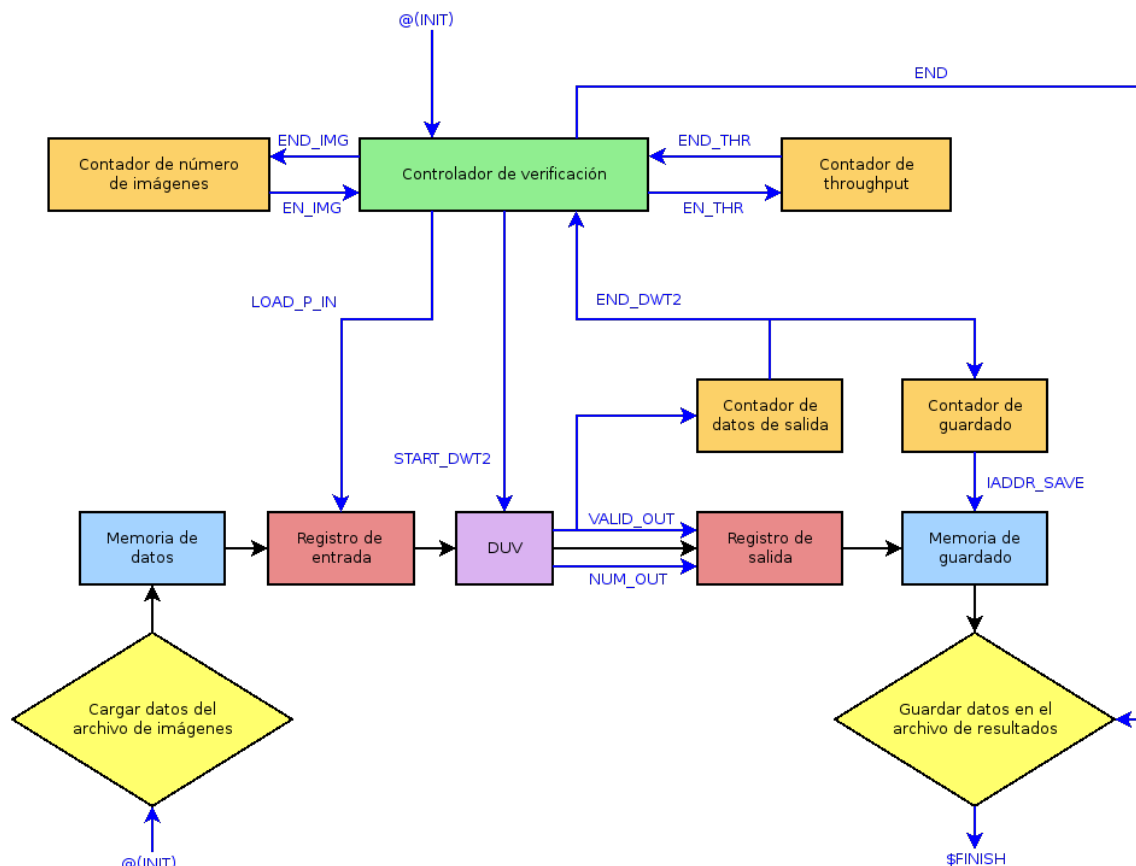 @(INIT)
END
END_IMG
END_THR
Contador de número
de imágenes
Controlador de verificación
Contador de
throughput
EN_IMG
EN_THR
LOAD_P_IN
END_DWT2
Contador de
datos de salida
Contador de
guardado
START_DWT2
IADDR_SAVE
VALID_OUT
Memoria de
datos
Registro de
entrada
DUV
Registro de
salida
Memoria de
guardado
NUM_OUT
Cargar datos del
archivo de imágenes
Guardar datos en el
archivo de resultados
@(INIT)
$FINISH